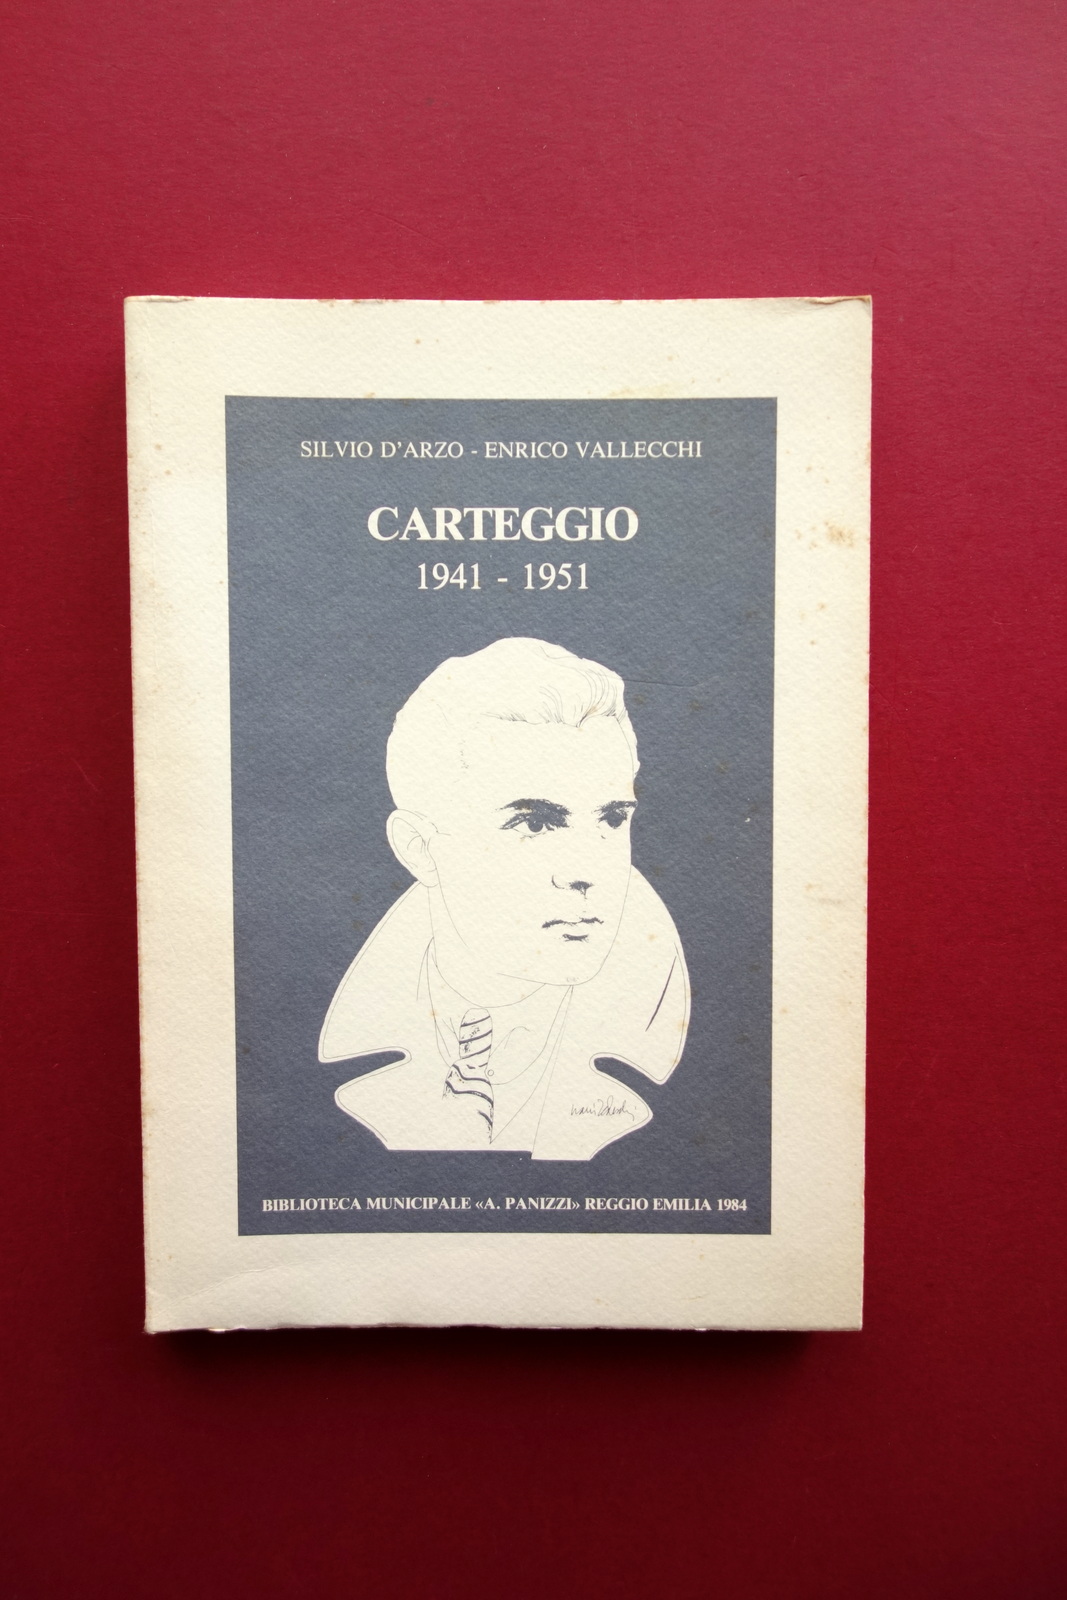 SILVIO D'ARZO - ENRICO VALLECCHI
CARTEGGIO
1941 - 1951
BIBLIOTECA MUNICIPALE «A. PANIZZI» REGGIO EMILIA 1984